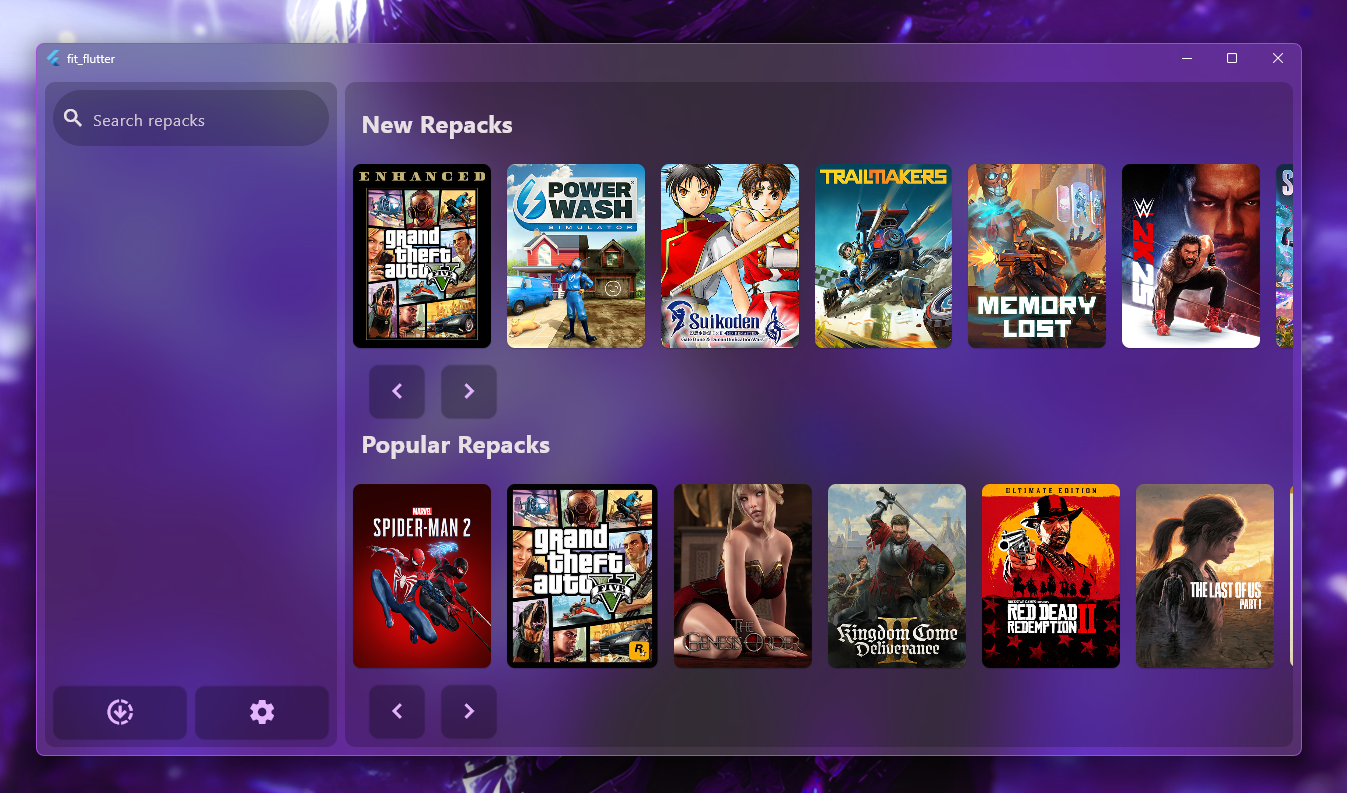 fit_flutter
Search repacks
New Repacks
ENHANCED
grand
theft
auto V
FIVE
POWER
WASH
SIMULATOR
Suikoden
TRAILMAKERS
MEMORY
LOST
W
2K25
S
Popular Repacks
MARVEL
SPIDER-MAN 2
grand
theft
auto V
FIVE
R
THE
GENESIS ORDER
Kingdom Come
Deliverance
II
ULTIMATE EDITION
RED DEAD
REDEMPTION II
THE LAST OF US
PART I